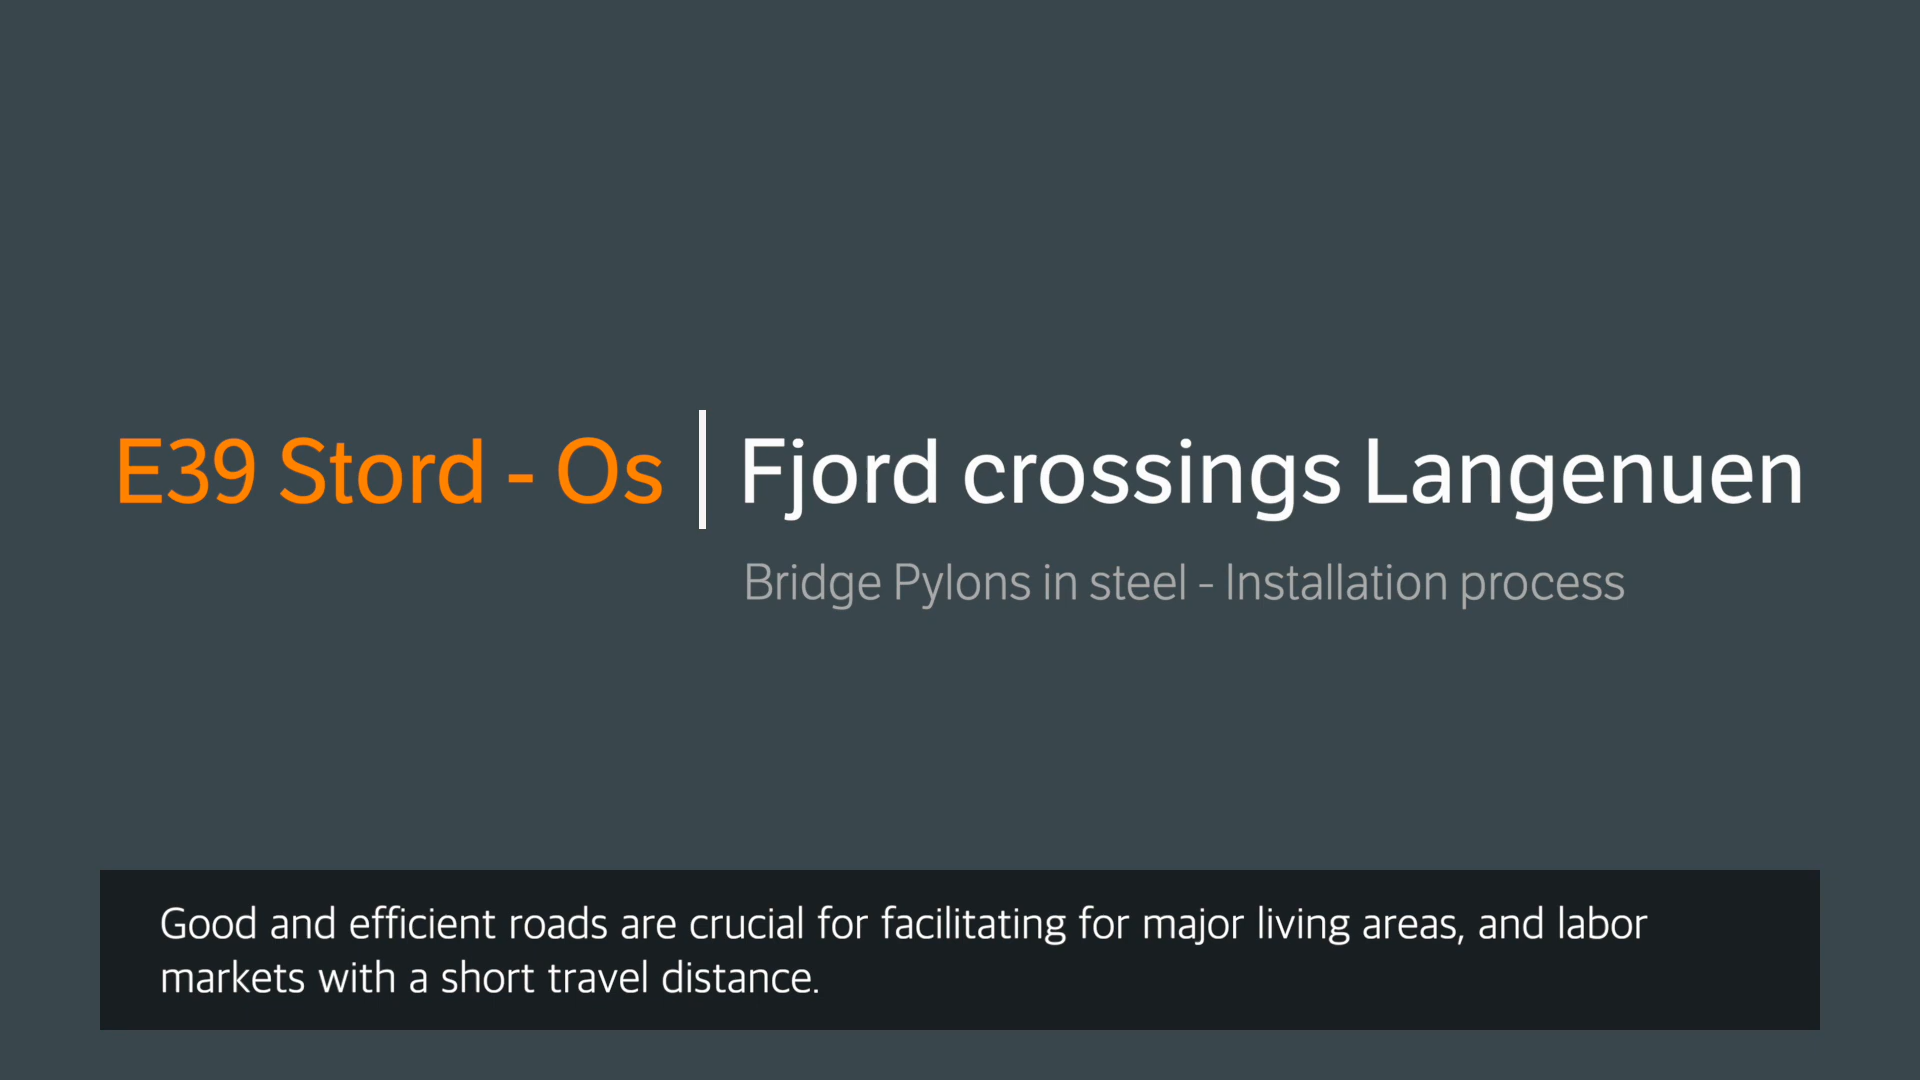 E39 Stord - Os | Fjord crossings Langenuen
Bridge Pylons in steel - Installation process
Good and efficient roads are crucial for facilitating for major living areas, and labor
markets with a short travel distance.